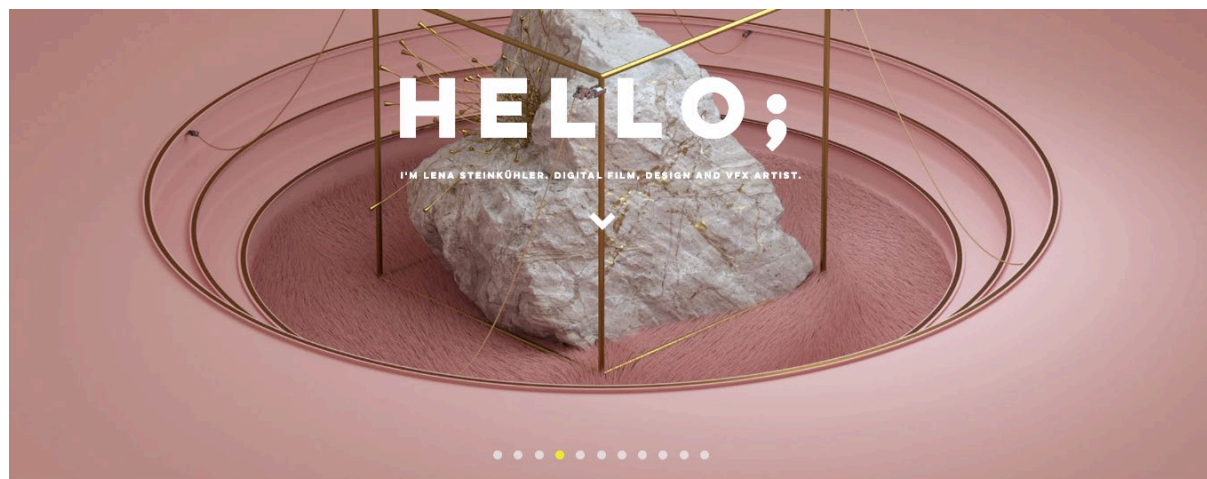 HELLO;
I'M LENA STEINKÜHLER. DIGITAL FILM, DESIGN AND VFX ARTIST.